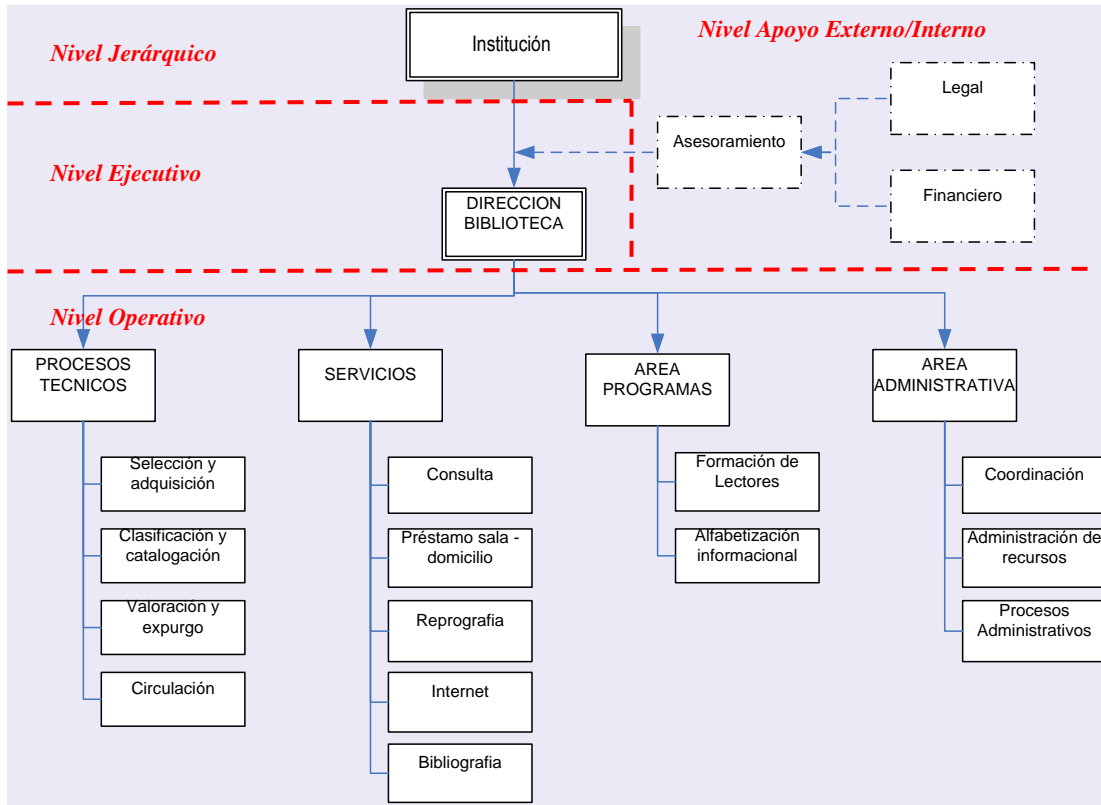 Nivel Jerárquico
Institución
Nivel Apoyo Externo/Interno
Legal
Asesoramiento
Nivel Ejecutivo
Financiero
DIRECCION
BIBLIOTECA
Nivel Operativo
PROCESOS
TECNICOS
Selección y
adquisición
Clasificación y
catalogación
Valoración y
expurgo
Circulación
SERVICIOS
Consulta
Préstamo sala -
domicilio
Reprografia
Internet
Bibliografia
AREA
PROGRAMAS
Formación de
Lectores
Alfabetización
informacional
AREA
ADMINISTRATIVA
Coordinación
Administración de
recursos
Procesos
Administrativos